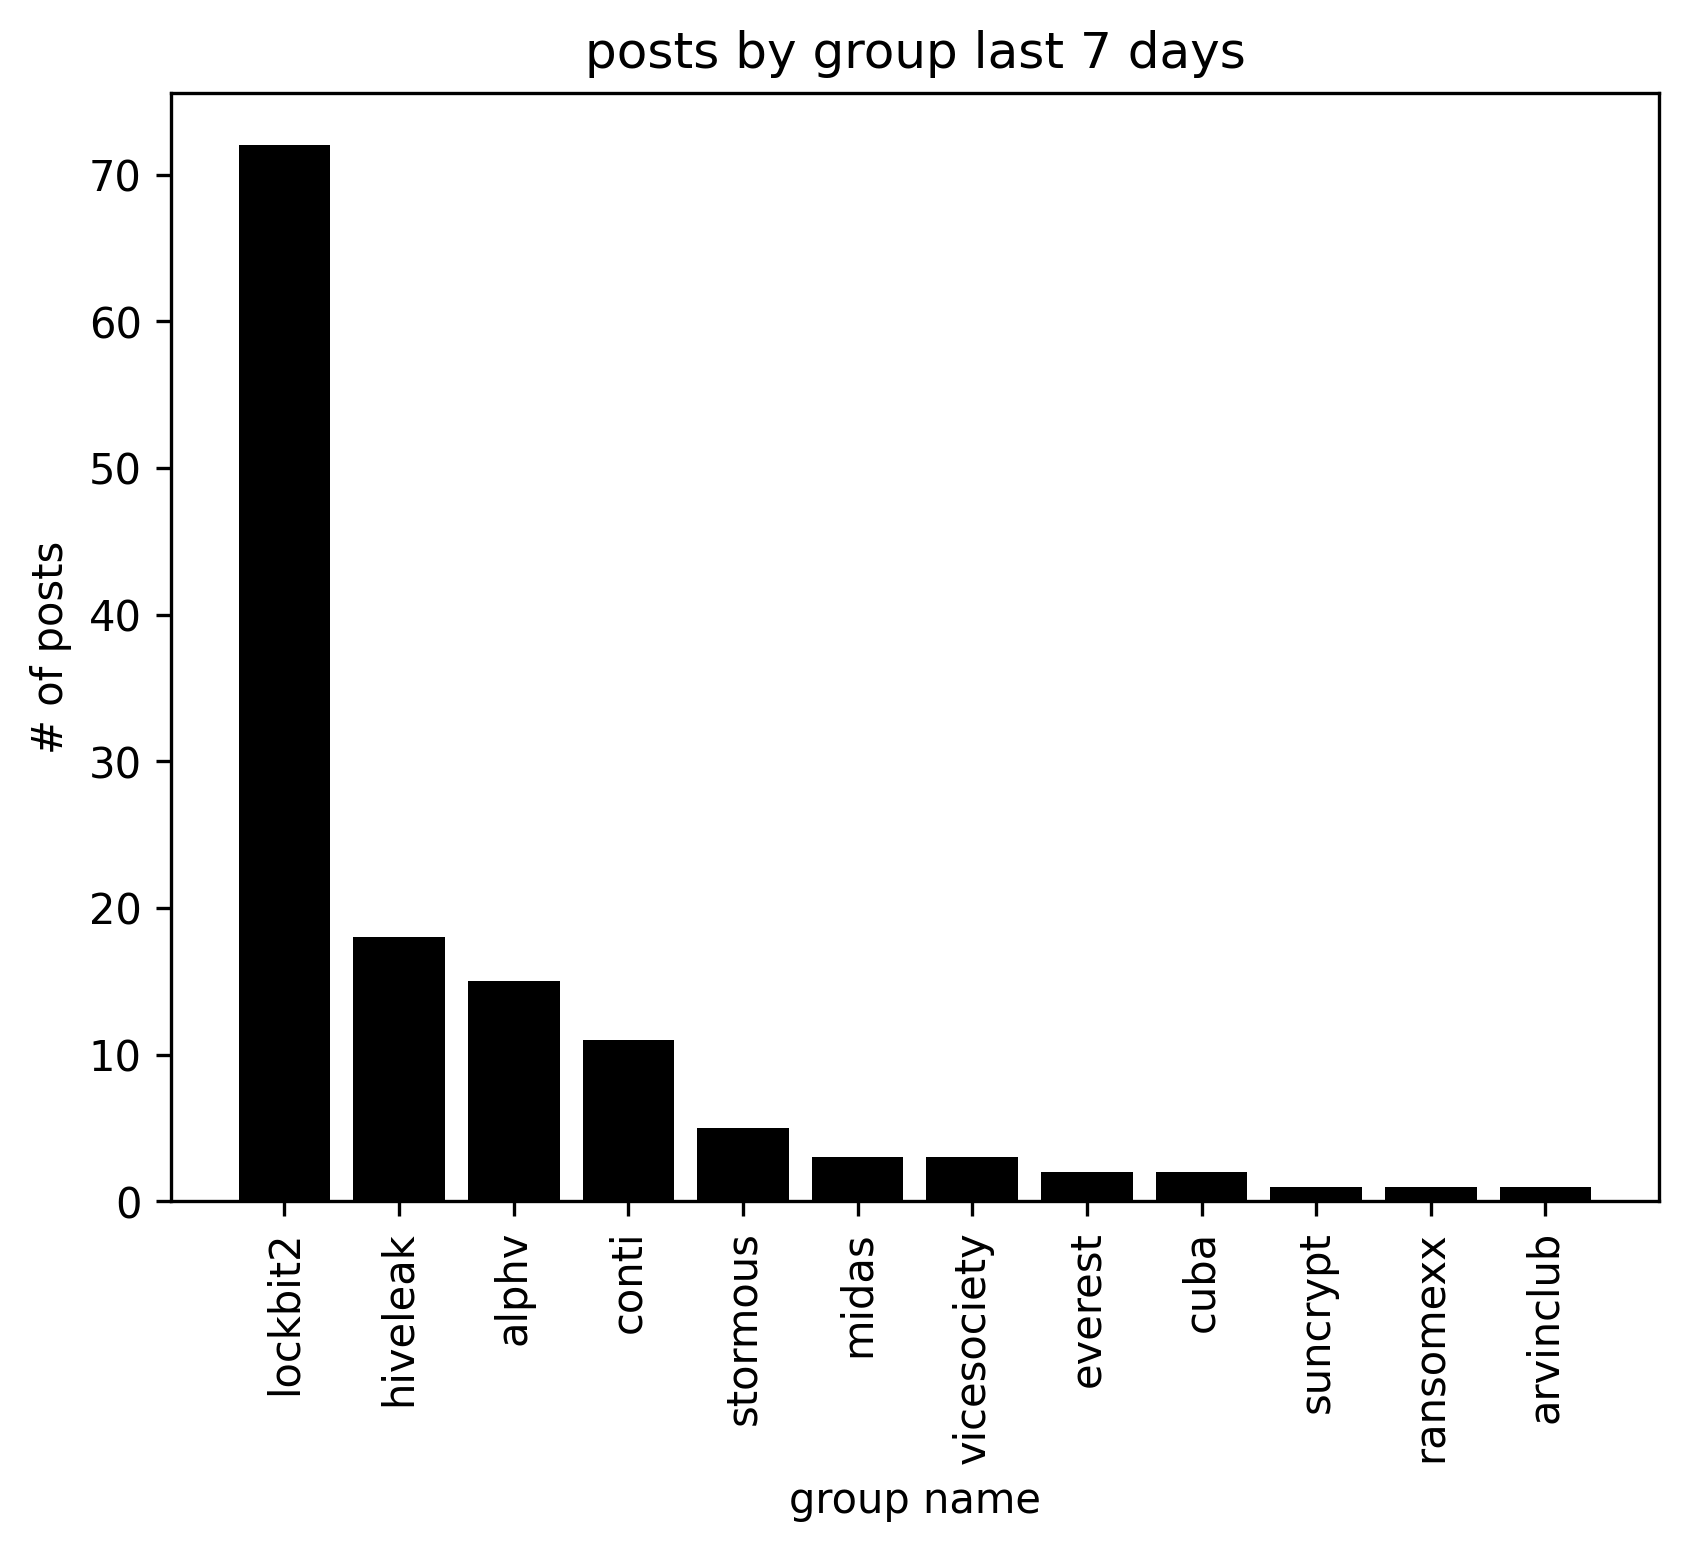 posts by group last 7 days
# of posts
70
60
50
40
30
20
10
0
lockbit2
hiveleak
alphv
conti
stormous
midas
vicesociety
everest
cuba
suncrypt
ransomexx
arvinclub
group name